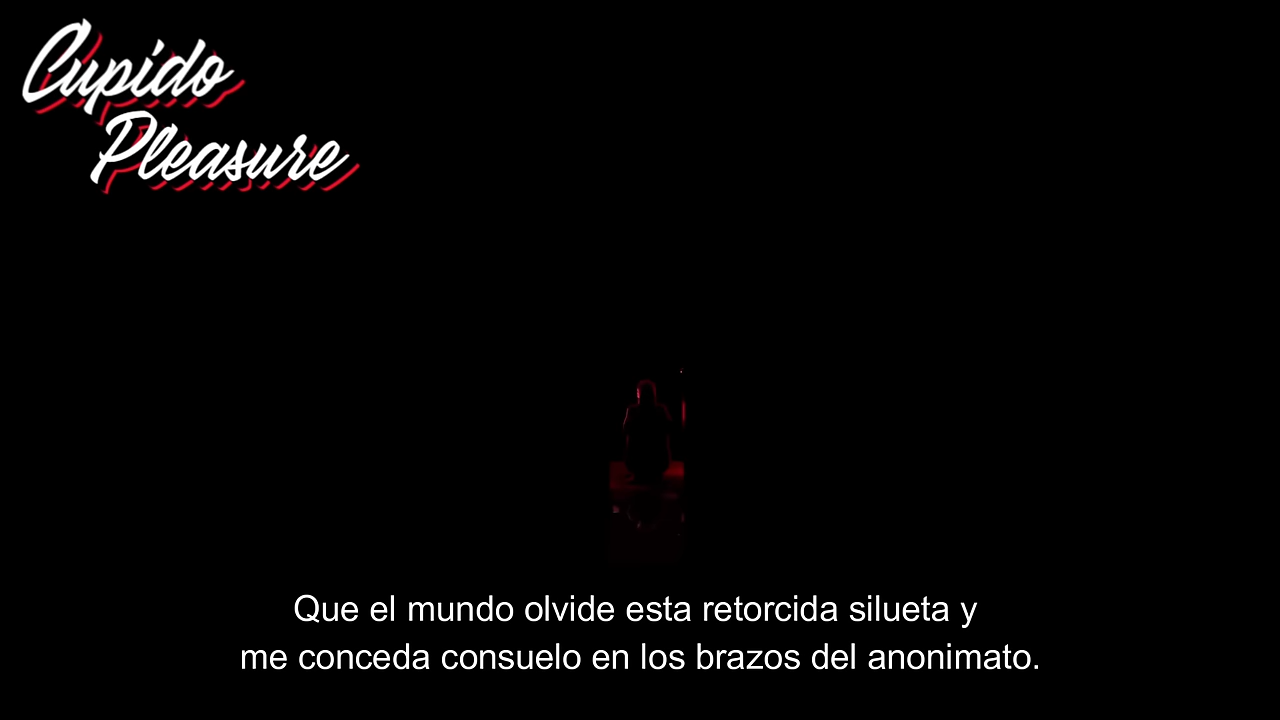 Cupido
Pleasure
Que el mundo olvide esta retorcida silueta y
me conceda consuelo en los brazos del anonimato.